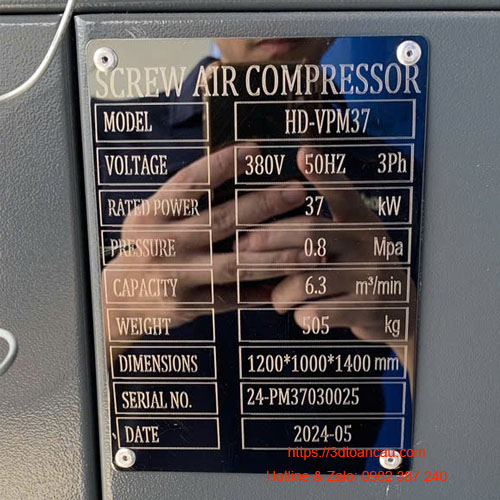 SCREW AIR COMPRESSOR
MODEL HD-VPM37
VOLTAGE 380V 50HZ 3Ph
RATED POWER 37 kW
PRESSURE 0.8 Mpa
CAPACITY 6.3 m³/min
WEIGHT 505 kg
DIMENSIONS 1200*1000*1400 mm
SERIAL NO. 24-PM37030025
DATE 2024-05
https://3dtoancau.com
Hotline & Zalo: 0982 387 240